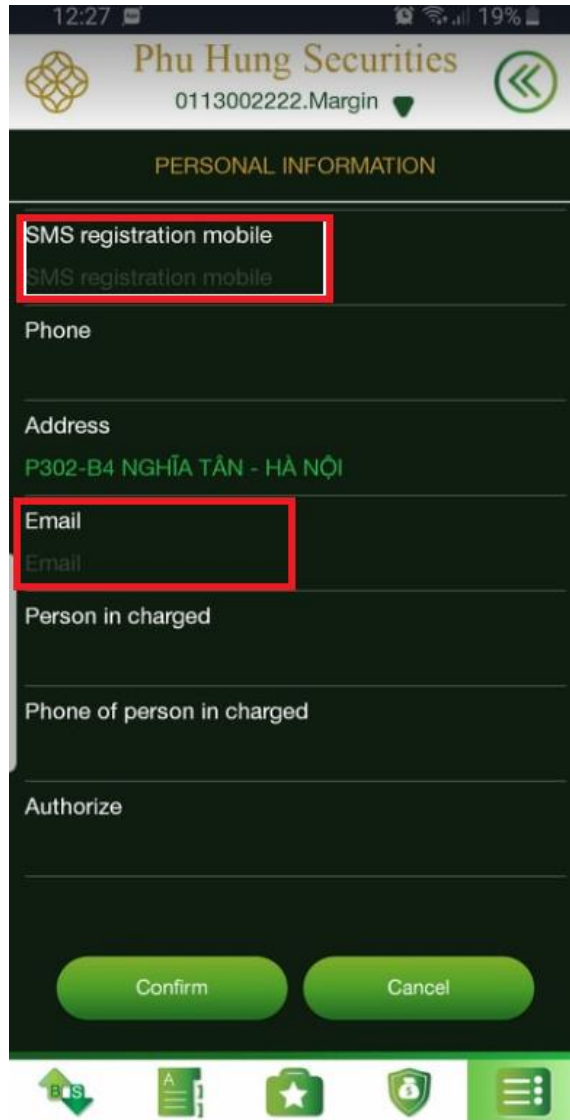 12:27
19%
Phu Hung Securities
0113002222.Margin
PERSONAL INFORMATION
SMS registration mobile
SMS registration mobile
Phone
Address
P302-B4 NGHĨA TÂN - HÀ NỘI
Email
Email
Person in charged
Phone of person in charged
Authorize
Confirm
Cancel
B
S
A
$